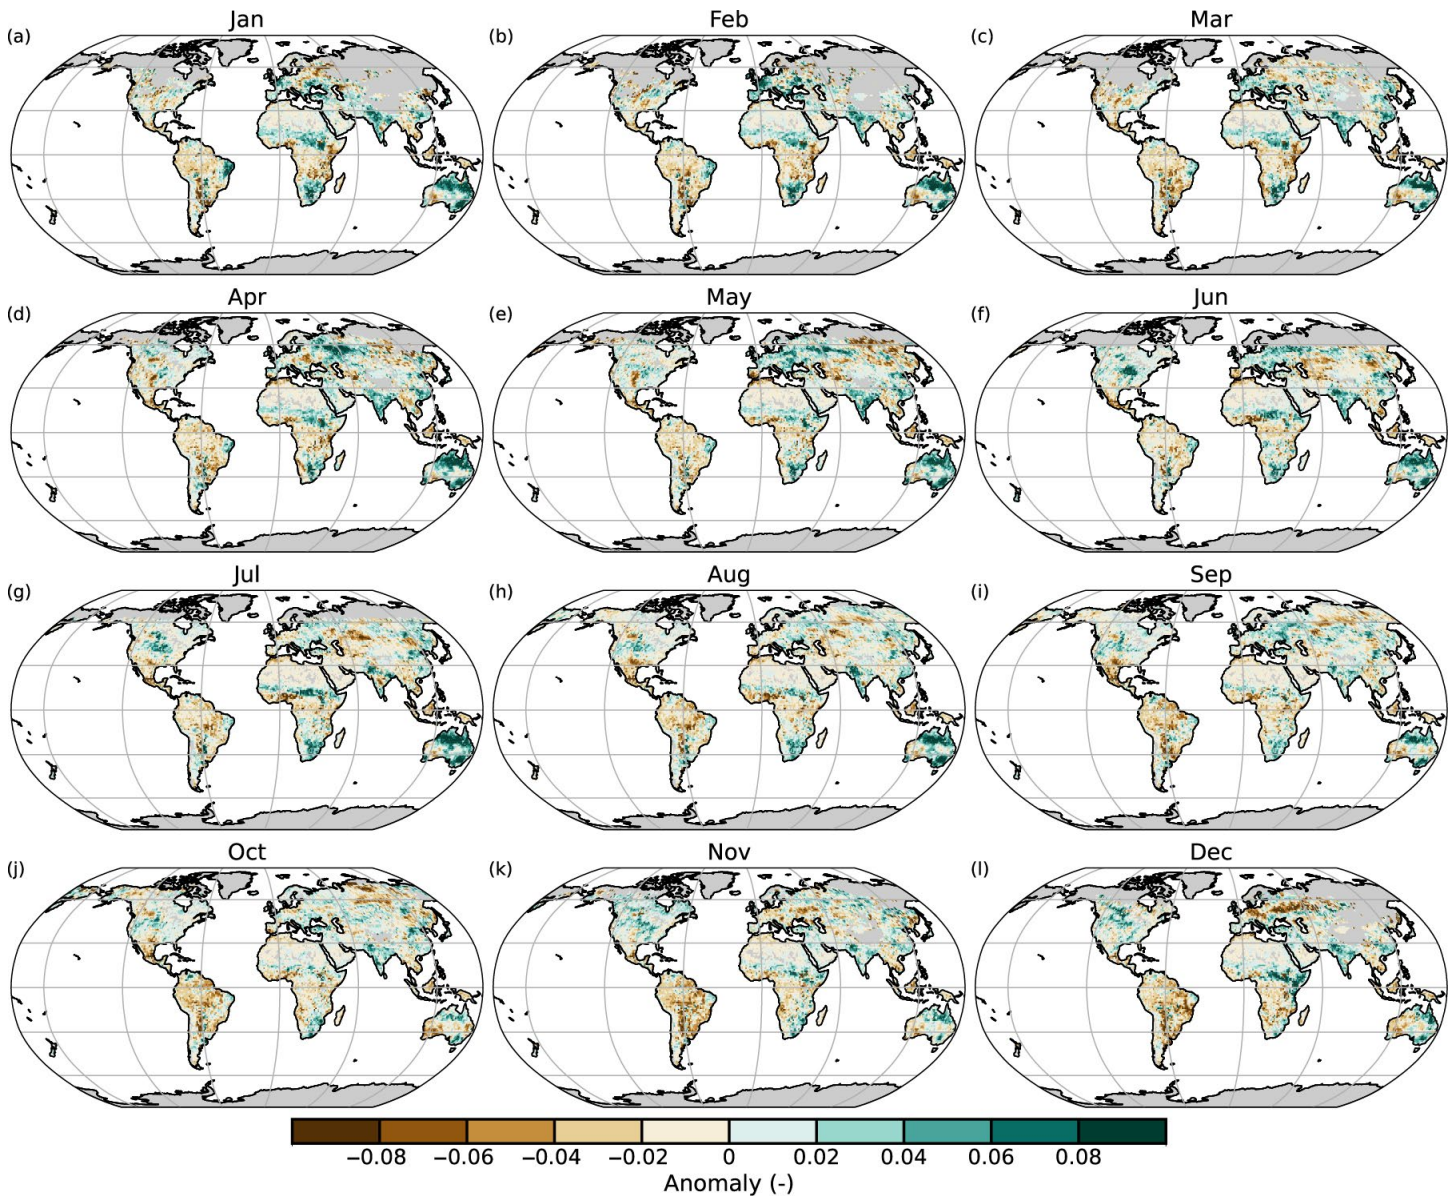 Jan
Feb
Mar
(a)
(b)
(c)
Apr
May
Jun
(d)
(e)
(f)
Jul
Aug
Sep
(g)
(h)
(i)
Oct
Nov
Dec
(j)
(k)
(l)
−0.08 −0.06 −0.04 −0.02 0 0.02 0.04 0.06 0.08
Anomaly (-)